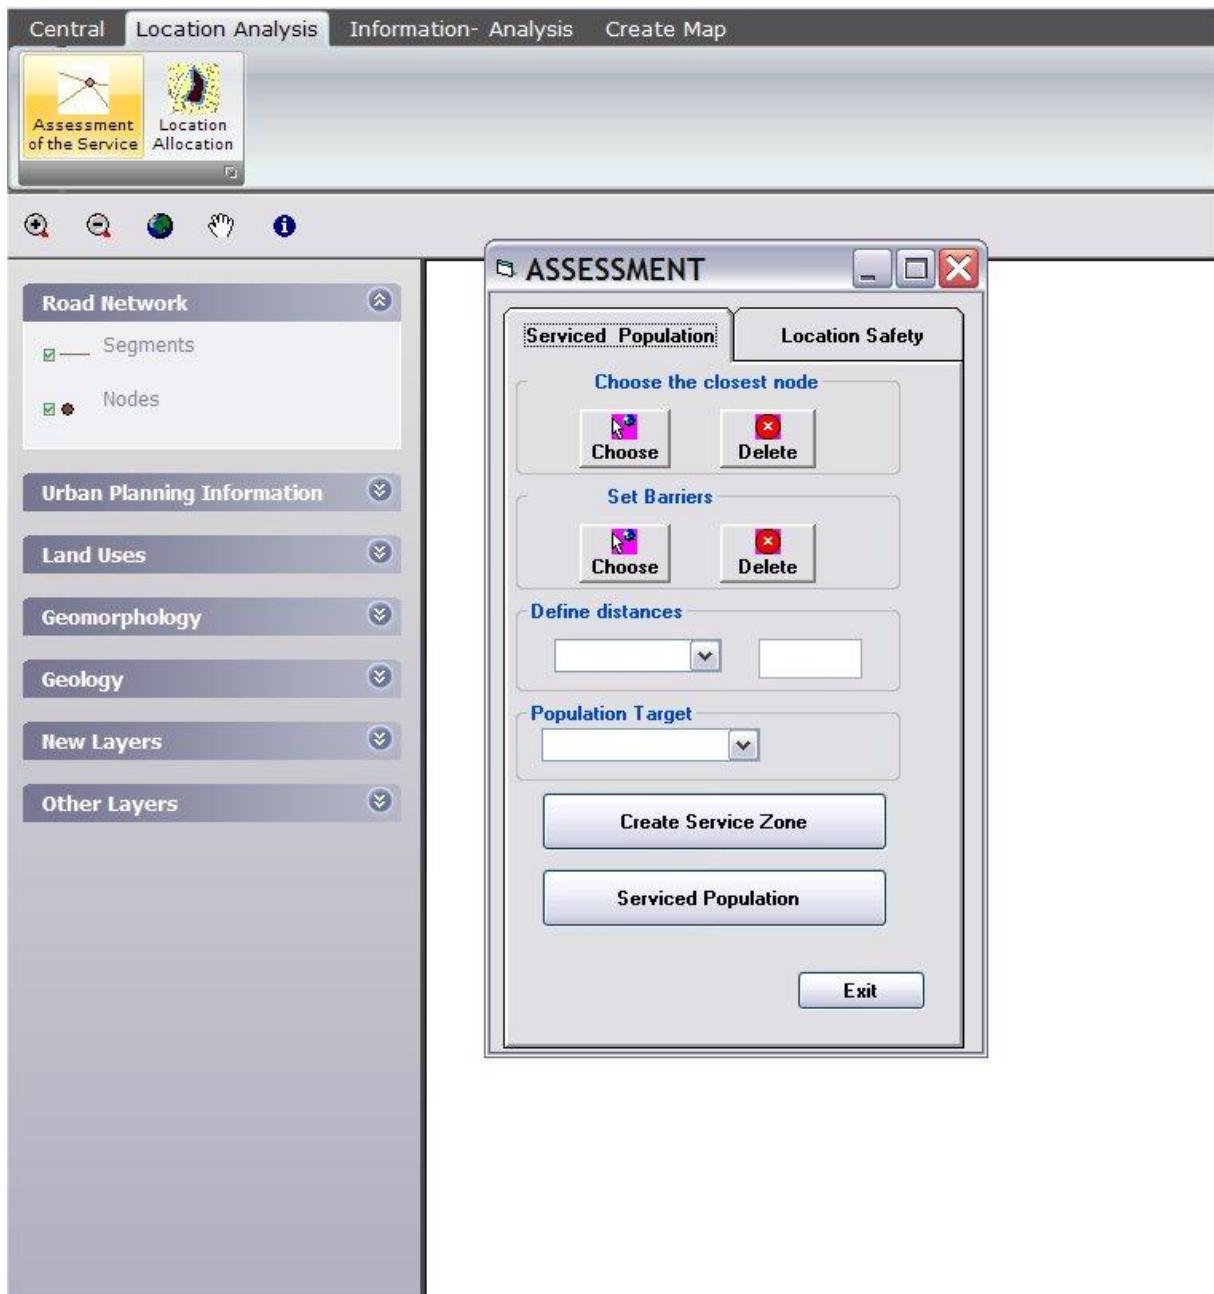 Central Location Analysis Information- Analysis Create Map
Assessment
of the Service
Location
Allocation
ASSESSMENT
Serviced Population Location Safety
Choose the closest node
Choose Delete
Set Barriers
Choose Delete
Define distances
Population Target
Create Service Zone
Serviced Population
Exit
Road Network
Segments
Nodes
Urban Planning Information
Land Uses
Geomorphology
Geology
New Layers
Other Layers